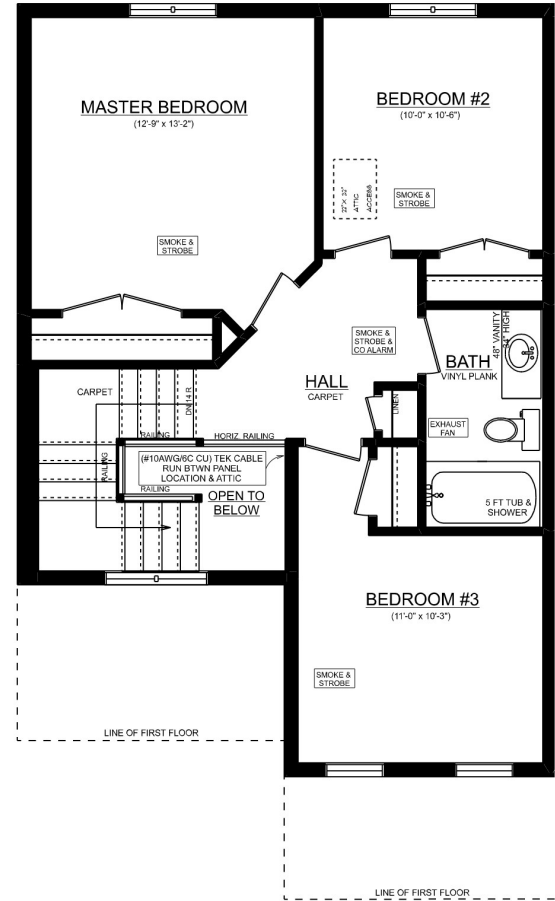 MASTER BEDROOM
(12'-9" x 13'-2")
BEDROOM #2
(10'-0" x 10'-6")
22" X 32"
ATTIC
ACCESS
SMOKE &
STROBE
SMOKE &
STROBE
SMOKE &
STROBE &
CO ALARM
48" VANITY
34" HIGH
BATH
VINYL PLANK
HALL
CARPET
LINEN
EXHAUST
FAN
CARPET
DN 14 R
RAILING
HORIZ. RAILING
RAILING
(#10AWG/6C CU) TEK CABLE
RUN BTWN PANEL
LOCATION & ATTIC
RAILING
OPEN TO
BELOW
5 FT TUB &
SHOWER
BEDROOM #3
(11'-0" x 10'-3")
SMOKE &
STROBE
LINE OF FIRST FLOOR
LINE OF FIRST FLOOR